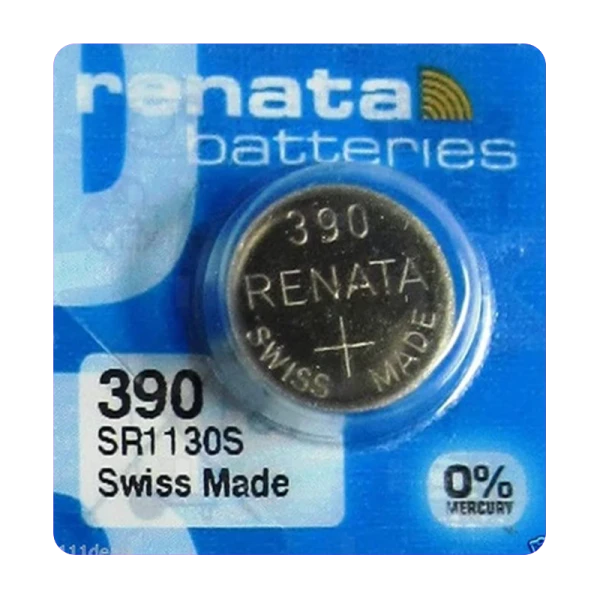 renata
batteries
390
RENATA
SWISS MADE
390
SR1130S
Swiss Made
0%
MERCURY